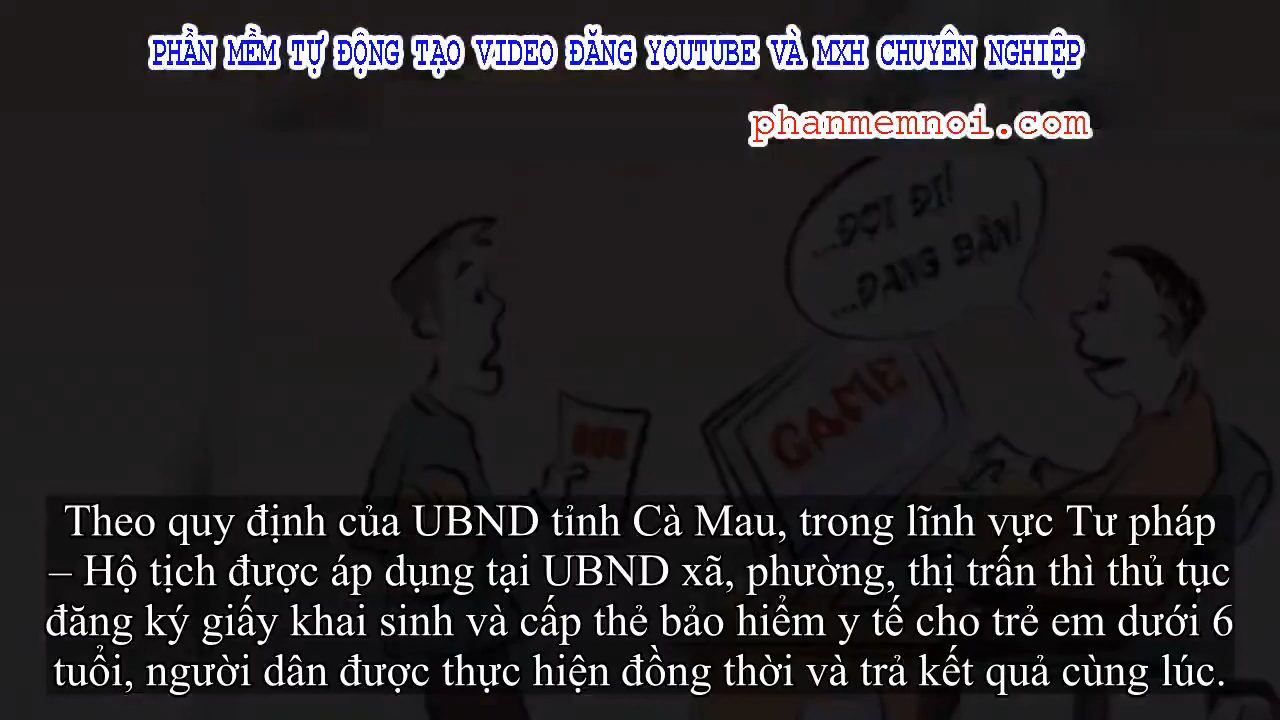 PHẦN MỀM TỰ ĐỘNG TẠO VIDEO ĐĂNG YOUTUBE VÀ MXH CHUYÊN NGHIỆP
phanmemnoi.com
...ĐỢI ĐI!
...ĐANG BẬN!
GAME
Theo quy định của UBND tỉnh Cà Mau, trong lĩnh vực Tư pháp
– Hộ tịch được áp dụng tại UBND xã, phường, thị trấn thì thủ tục
đăng ký giấy khai sinh và cấp thẻ bảo hiểm y tế cho trẻ em dưới 6
tuổi, người dân được thực hiện đồng thời và trả kết quả cùng lúc.